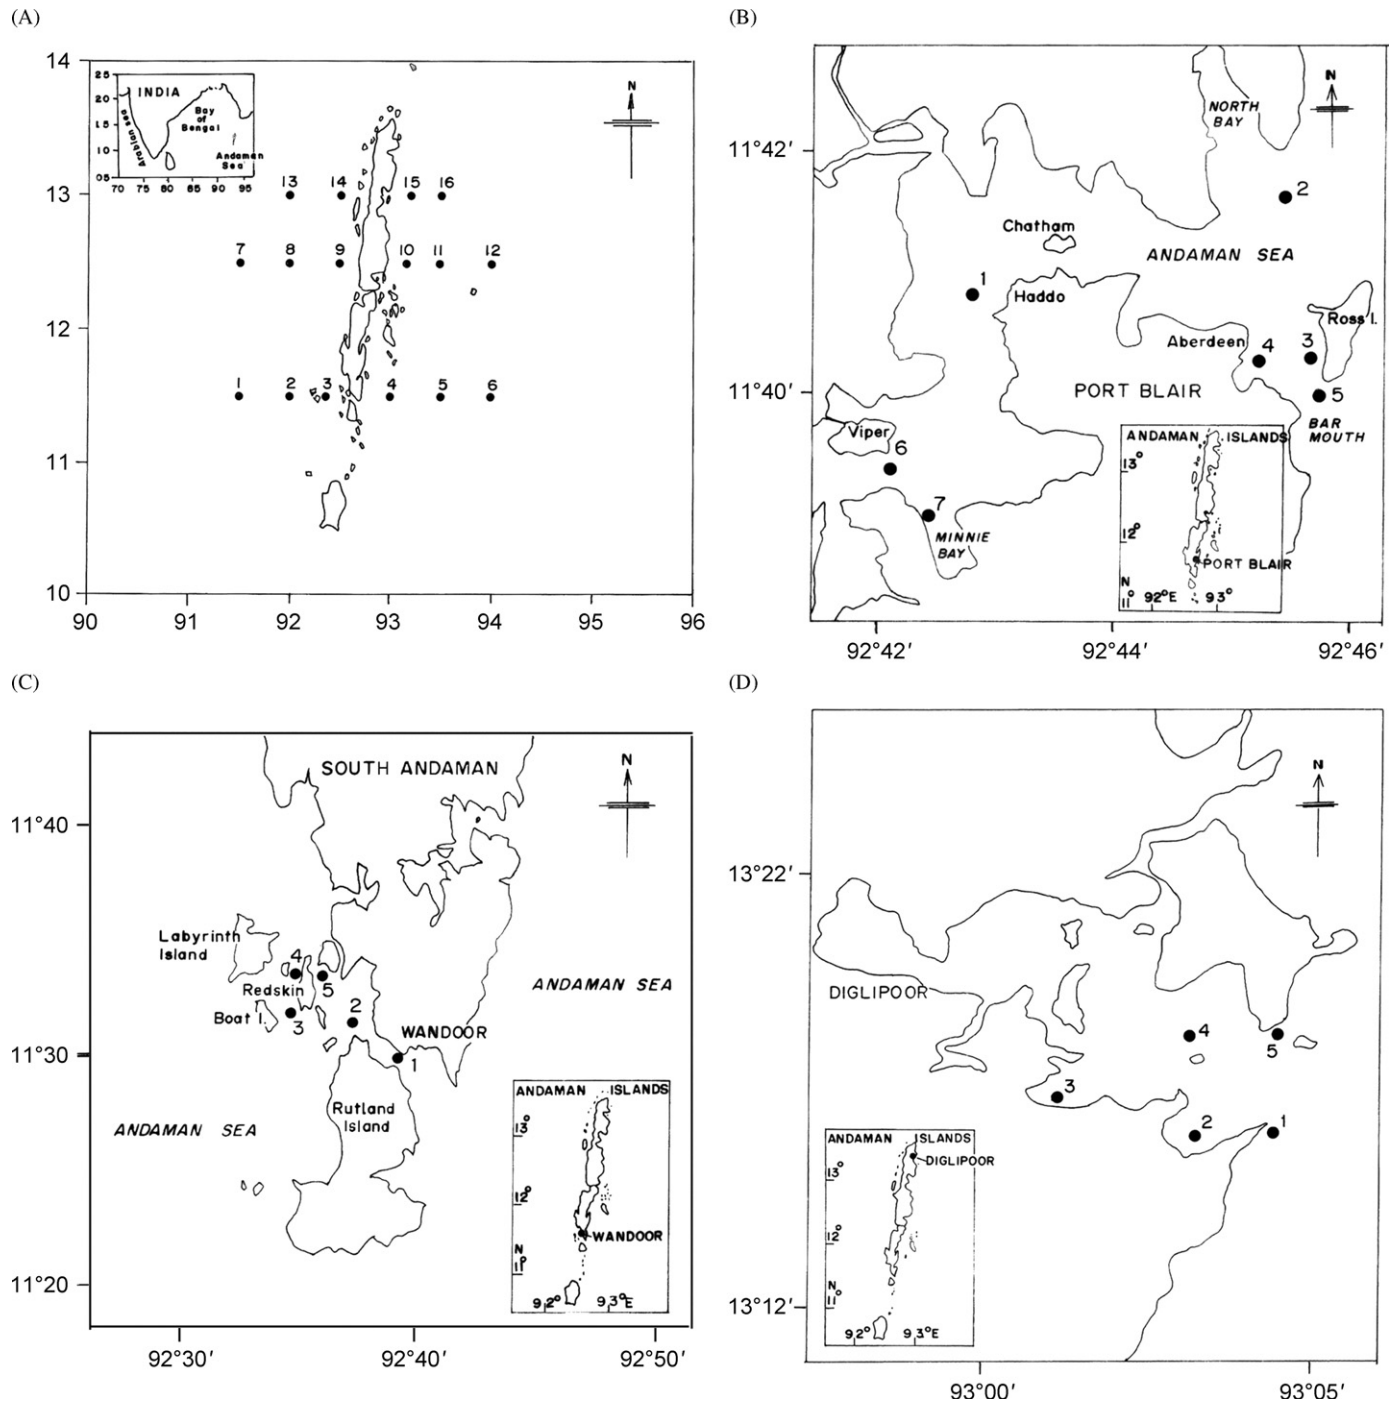 (A)
14
13
12
11
10
90
91
92
93
94
95
96
N
25
20
15
10
05
70 75 80 85 90 95
INDIA
Arabian sea
Bay
of
Bengal
Andaman
Sea
13 14 15 16
7 8 9 10 11 12
1 2 3 4 5 6
(B)
11°42′
11°40′
92°42′
92°44′
92°46′
N
NORTH
BAY
2
Chatham
ANDAMAN SEA
1
Haddo
Ross I.
Aberdeen
4
3
PORT BLAIR
5
BAR
MOUTH
Viper
6
7
MINNIE
BAY
ANDAMAN ISLANDS
13°
12°
PORT BLAIR
N
11°
92°E 93°
(C)
11°40′
11°30′
11°20′
92°30′
92°40′
92°50′
SOUTH ANDAMAN
N
Labyrinth
Island
4
5
Redskin
ANDAMAN SEA
Boat I.
3
2
WANDOOR
1
Rutland
Island
ANDAMAN SEA
ANDAMAN ISLANDS
13°
12°
WANDOOR
N
11°
92° 93°E
(D)
13°22′
13°12′
93°00′
93°05′
N
DIGLIPOOR
4
5
3
2
1
ANDAMAN ISLANDS
DIGLIPOOR
13°
12°
N
11°
92° 93°E